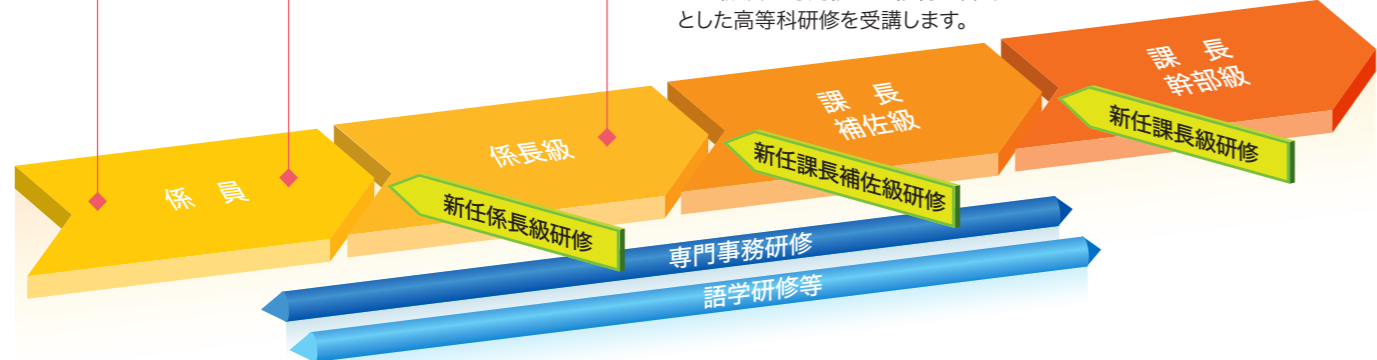 とした高等科研修を受講します。
係 員
係長級
課 長
補佐級
課 長
幹部級
新任係長級研修
新任課長補佐級研修
新任課長級研修
専門事務研修
語学研修等